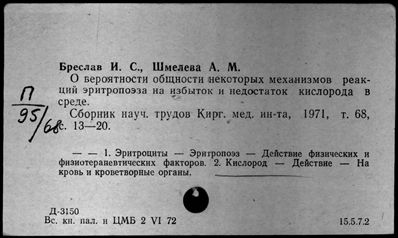 Бреслав И. С., Шмелева А. М.
О вероятности общности некоторых механизмов реак-
ций эритропоэза на избыток и недостаток кислорода в
среде.
П
95/68
Сборник науч. трудов Кирг. мед. ин-та, 1971, т. 68,
с. 13—20.
— — 1. Эритроциты — Эритропоэз — Действие физических и
физиотерапевтических факторов. 2. Кислород — Действие — На
кровь и кроветворные органы.
Д-3150
Вс. кн. пал. и ЦМБ 2 VI 72
15.5.7.2